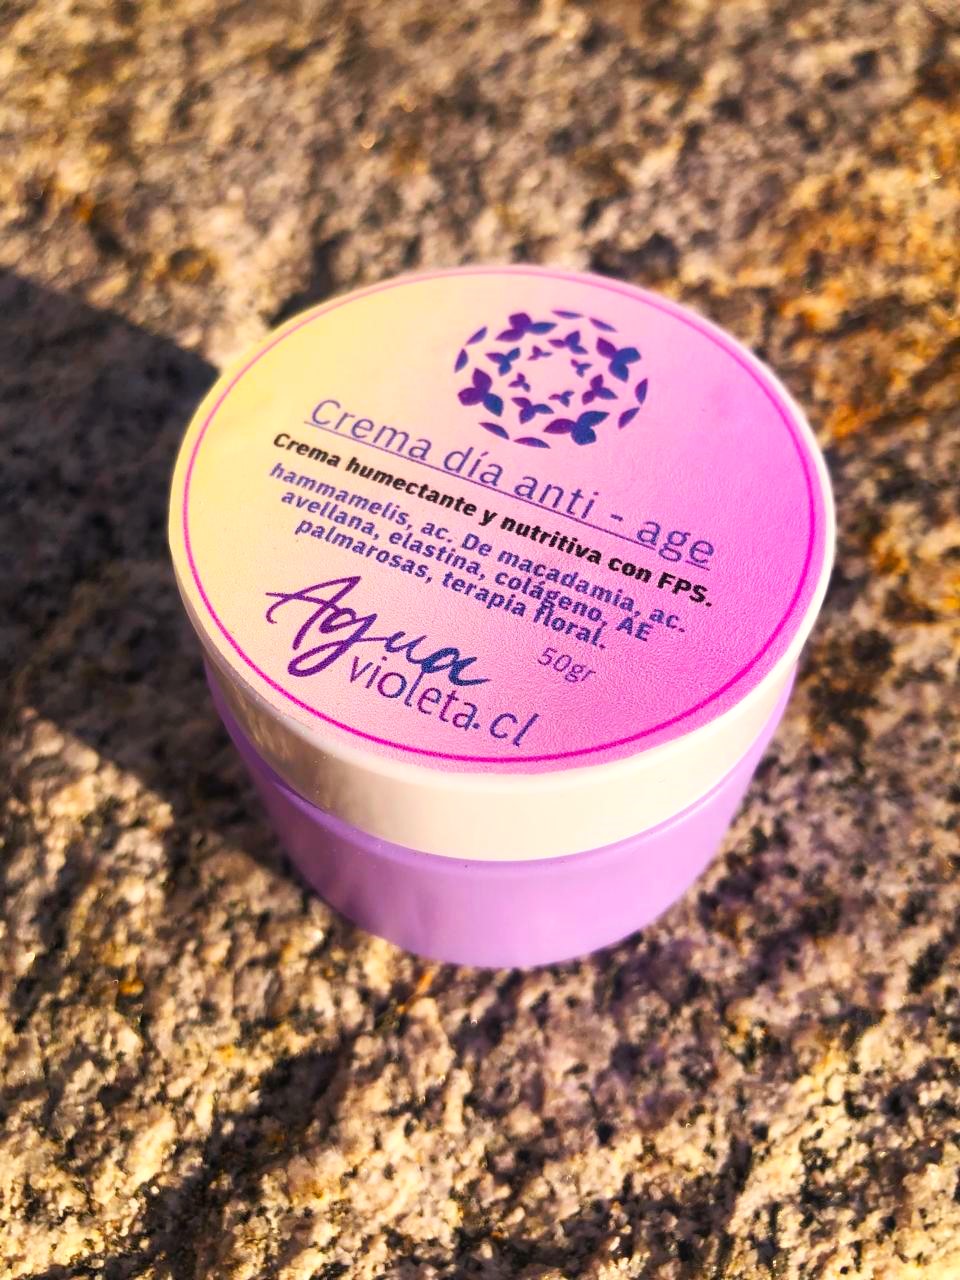 Crema día anti - age
Crema humectante y nutritiva con FPS.
hammamelis, ac. De macadamia, ac.
avellana, elastina, colágeno, AE
palmarosas, terapia floral.
50gr
Agua
violeta.cl